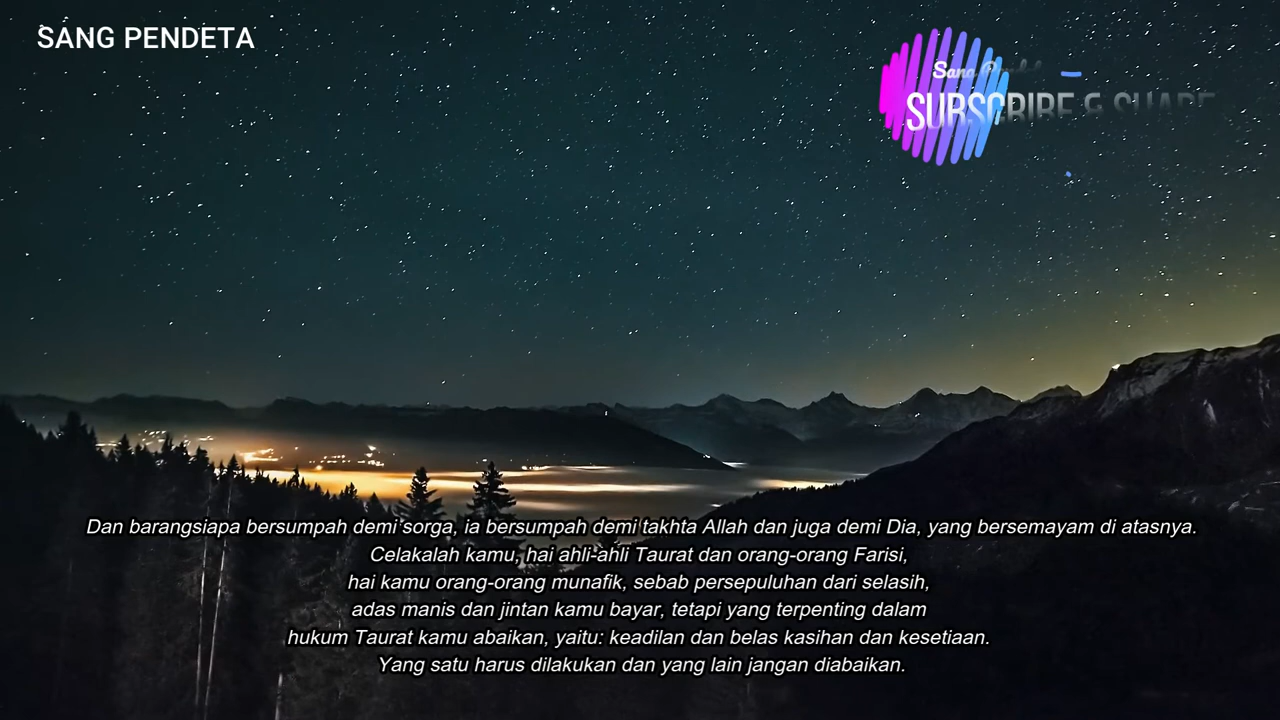 SANG PENDETA
Sang
SUBSCRIBE & SHARE
Dan barangsiapa bersumpah demi sorga, ia bersumpah demi takhta Allah dan juga demi Dia, yang bersemayam di atasnya.
Celakalah kamu, hai ahli-ahli Taurat dan orang-orang Farisi,
hai kamu orang-orang munafik, sebab persepuluhan dari selasih,
adas manis dan jintan kamu bayar, tetapi yang terpenting dalam
hukum Taurat kamu abaikan, yaitu: keadilan dan belas kasihan dan kesetiaan.
Yang satu harus dilakukan dan yang lain jangan diabaikan.